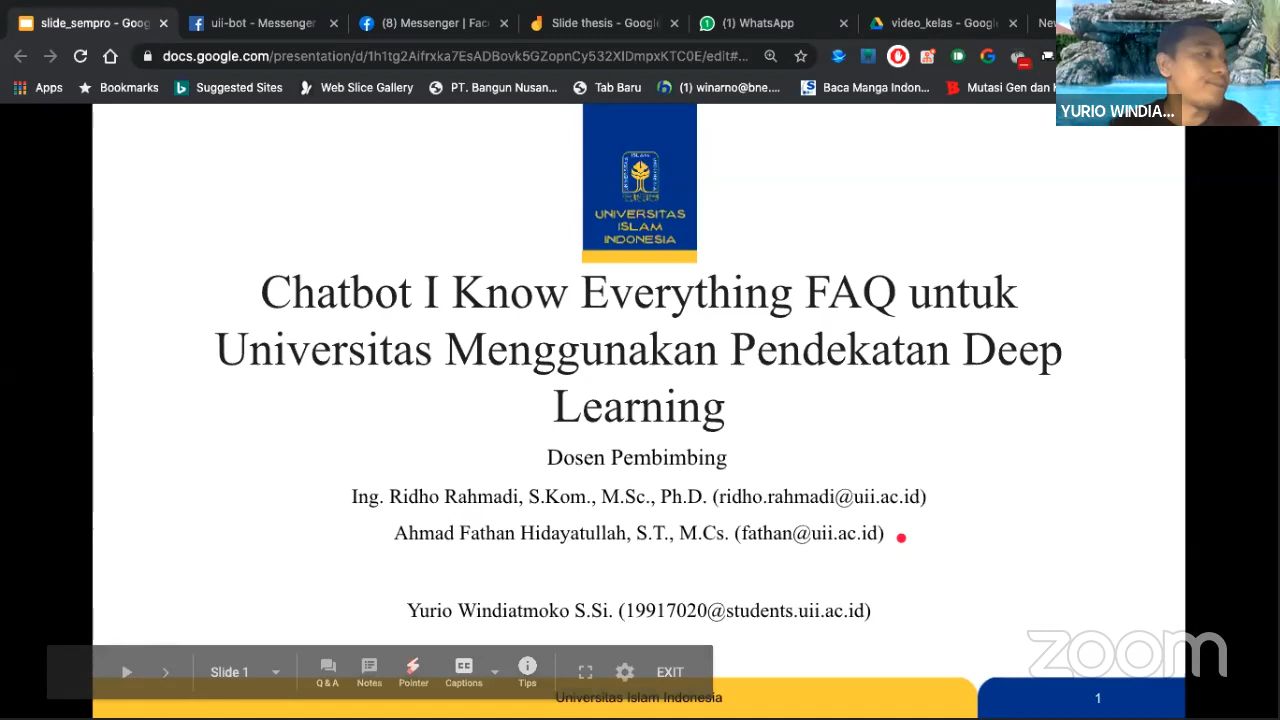 slide_sempro - Goog
uii-bot - Messenger
(8) Messenger | Face
Slide thesis - Google
(1) WhatsApp
video_kelas - Google
New
docs.google.com/presentation/d/1h1tg2Aifrxka7EsADBovk5GZopnCy532XIDmpxKTC0E/edit#...
Apps
Bookmarks
Suggested Sites
Web Slice Gallery
PT. Bangun Nusan...
Tab Baru
(1) winarno@bne....
Baca Manga Indon...
Mutasi Gen dan K
YURIO WINDIA...
UNIVERSITAS
ISLAM
INDONESIA
Chatbot I Know Everything FAQ untuk
Universitas Menggunakan Pendekatan Deep
Learning
Dosen Pembimbing
Ing. Ridho Rahmadi, S.Kom., M.Sc., Ph.D. (ridho.rahmadi@uii.ac.id)
Ahmad Fathan Hidayatullah, S.T., M.Cs. (fathan@uii.ac.id)
Yurio Windiatmoko S.Si. (19917020@students.uii.ac.id)
zoom
Slide 1
Q & A
Notes
Pointer
Captions
Tips
EXIT
Universitas Islam Indonesia
1